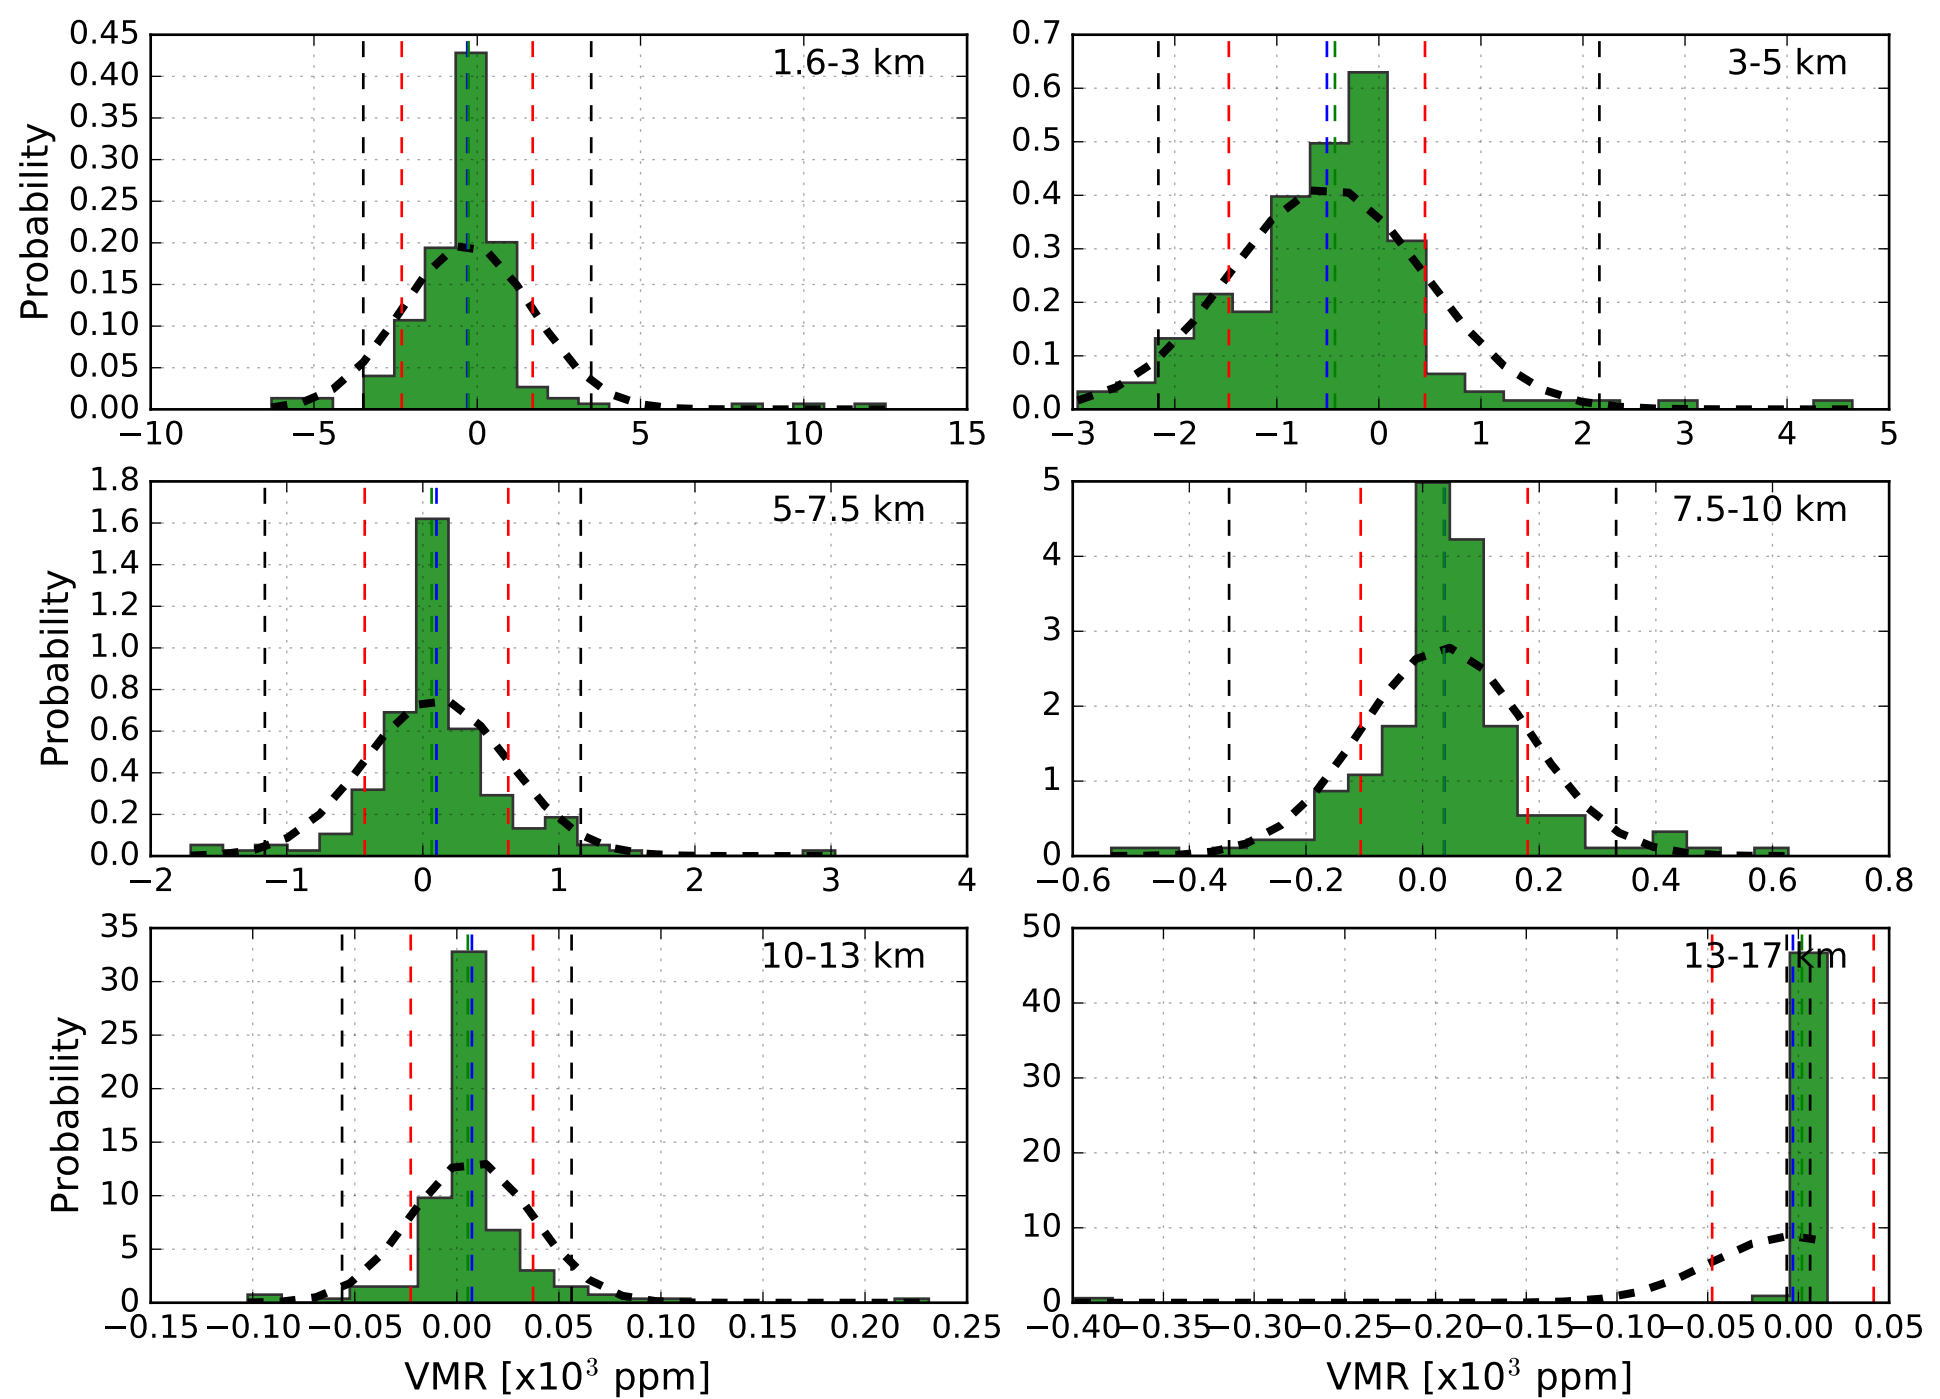 1.6-3 km
0.45
0.40
0.35
0.30
0.25
0.20
0.15
0.10
0.05
0.00
Probability
−10 −5 0 5 10 15
3-5 km
0.7
0.6
0.5
0.4
0.3
0.2
0.1
0.0
−3 −2 −1 0 1 2 3 4 5
5-7.5 km
1.8
1.6
1.4
1.2
1.0
0.8
0.6
0.4
0.2
0.0
Probability
−2 −1 0 1 2 3 4
7.5-10 km
5
4
3
2
1
0
−0.6 −0.4 −0.2 0.0 0.2 0.4 0.6 0.8
10-13 km
35
30
25
20
15
10
5
0
Probability
−0.15 −0.10 −0.05 0.00 0.05 0.10 0.15 0.20 0.25
VMR [x10³ ppm]
13-17 km
50
40
30
20
10
0
−0.40 −0.35 −0.30 −0.25 −0.20 −0.15 −0.10 −0.05 0.00 0.05
VMR [x10³ ppm]